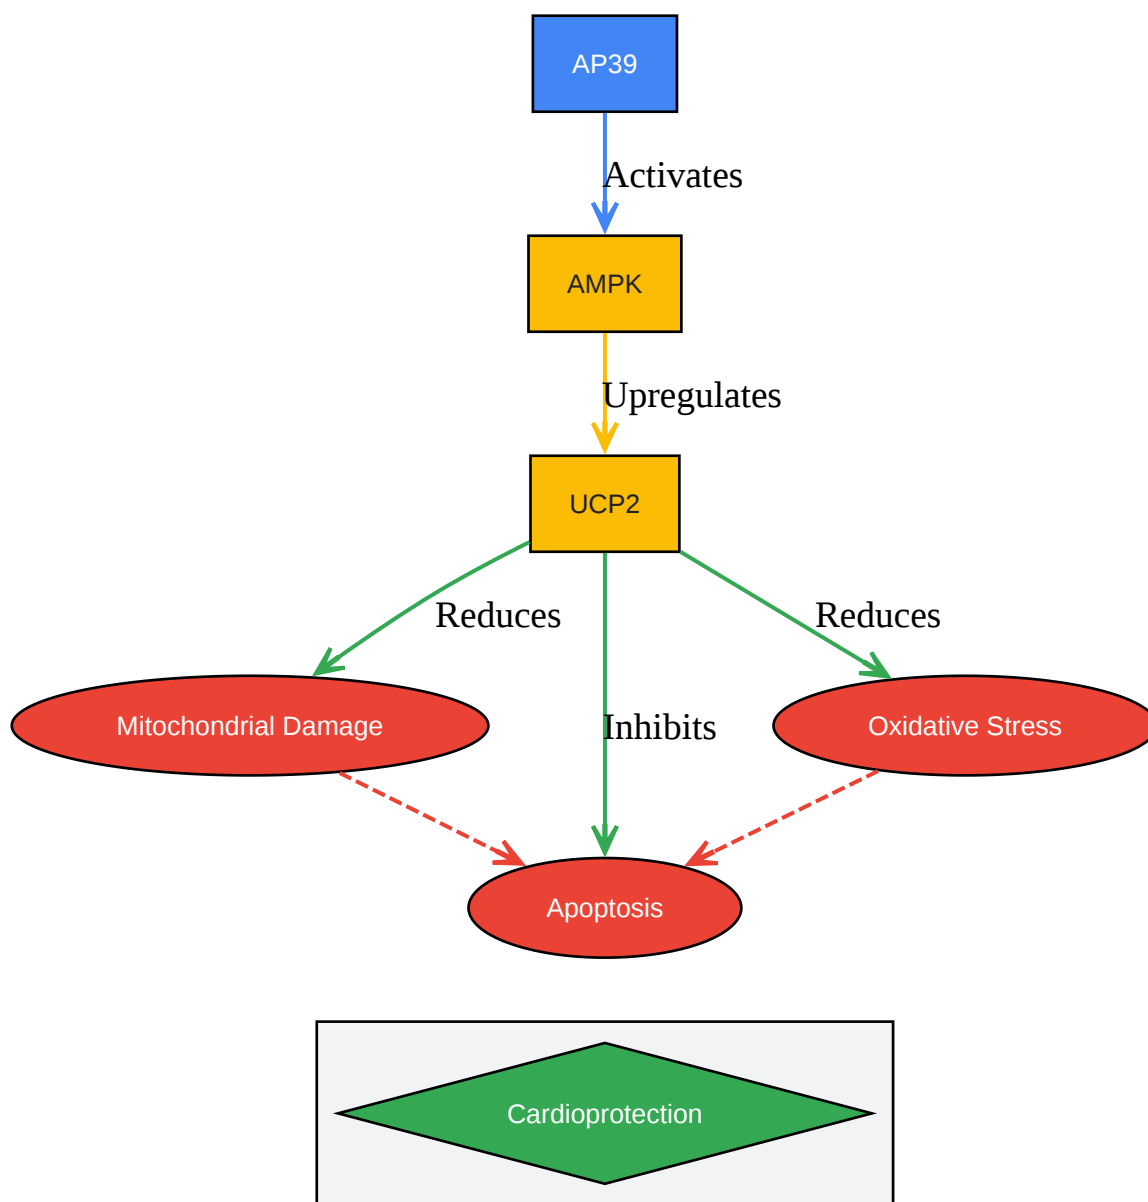 AP39
Activates
AMPK
Upregulates
UCP2
Reduces
Reduces
Mitochondrial Damage
Inhibits
Oxidative Stress
Apoptosis
Cardioprotection